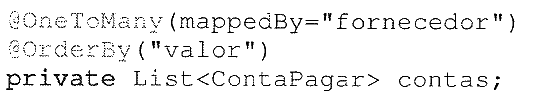 @OneToMany(mappedBy="fornecedor")
@OrderBy("valor")
private List<ContaPagar> contas;